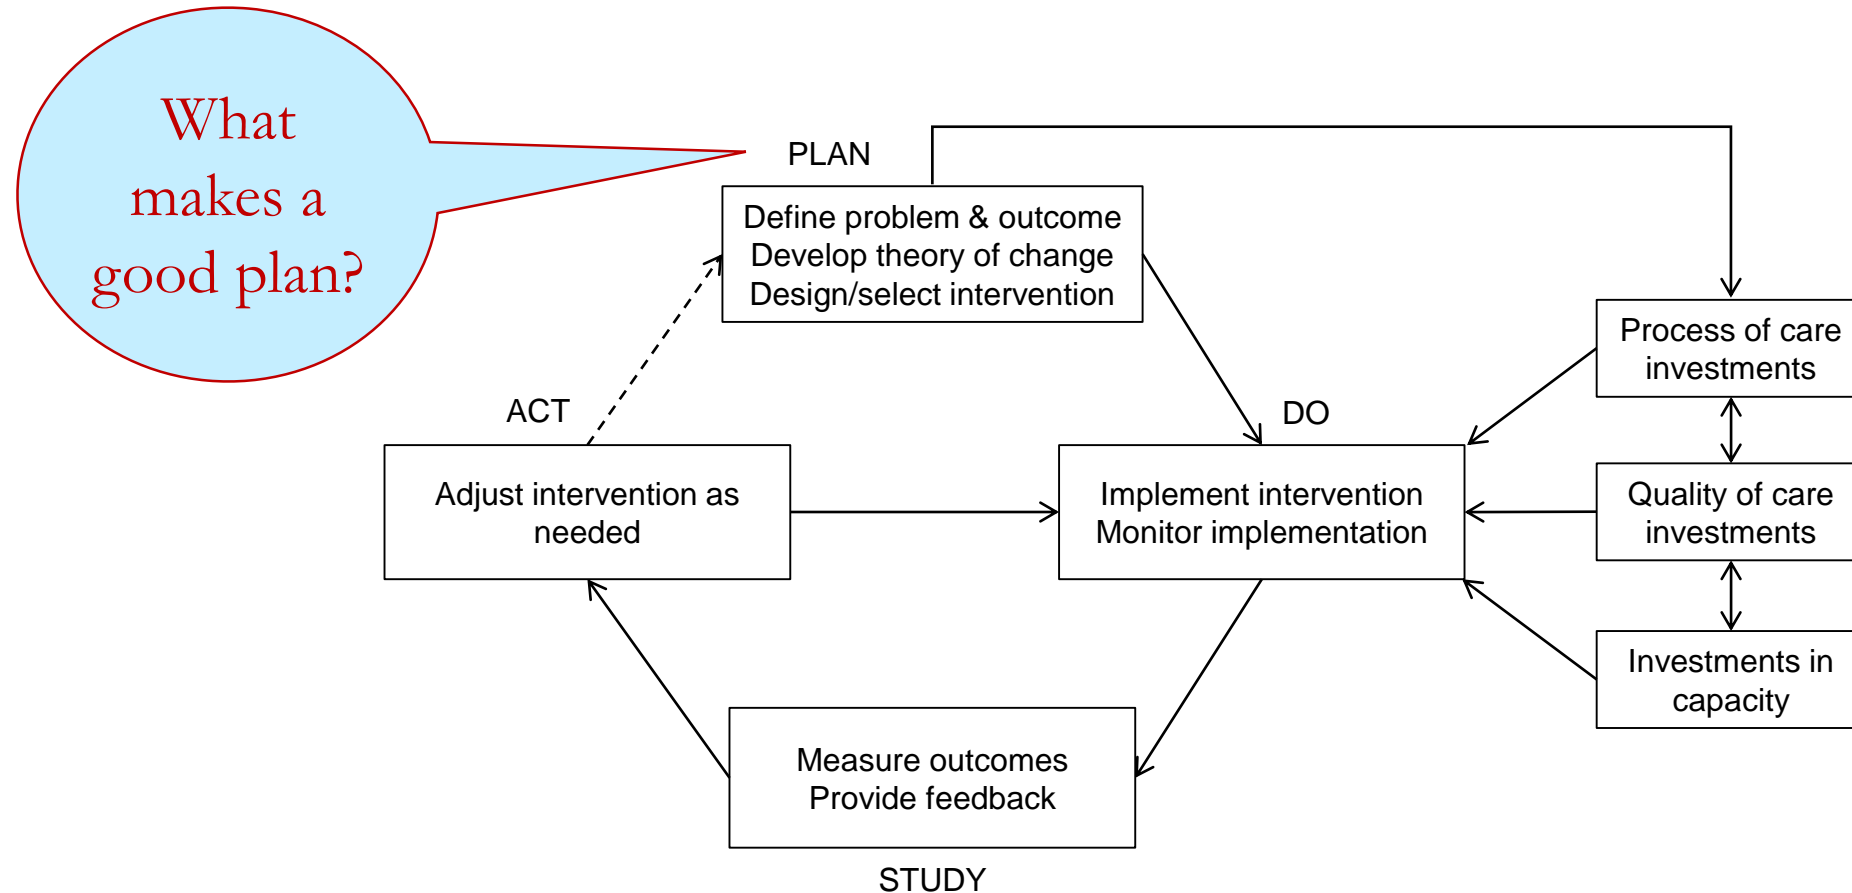 What
makes a
good plan?
PLAN
Define problem & outcome
Develop theory of change
Design/select intervention
Process of care
investments
ACT
DO
Adjust intervention as
needed
Implement intervention
Monitor implementation
Quality of care
investments
Investments in
capacity
Measure outcomes
Provide feedback
STUDY